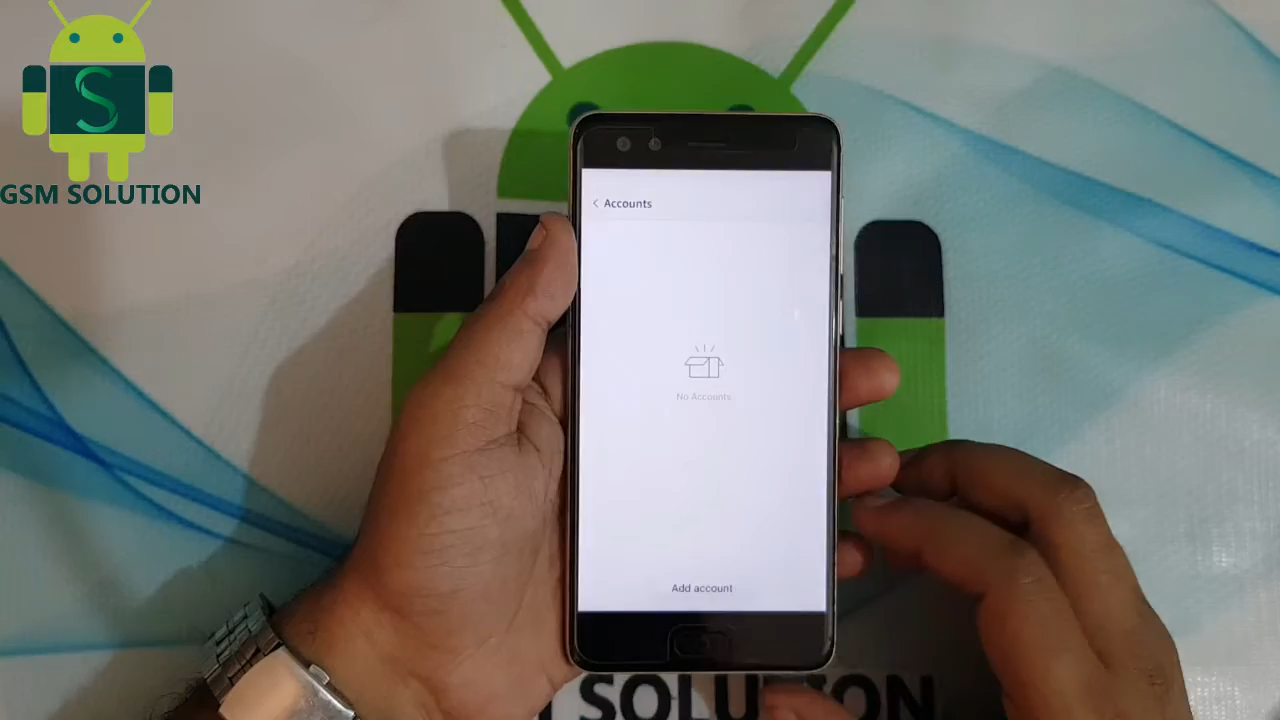 S
GSM SOLUTION
Accounts
No Accounts
Add account
SOLUTION